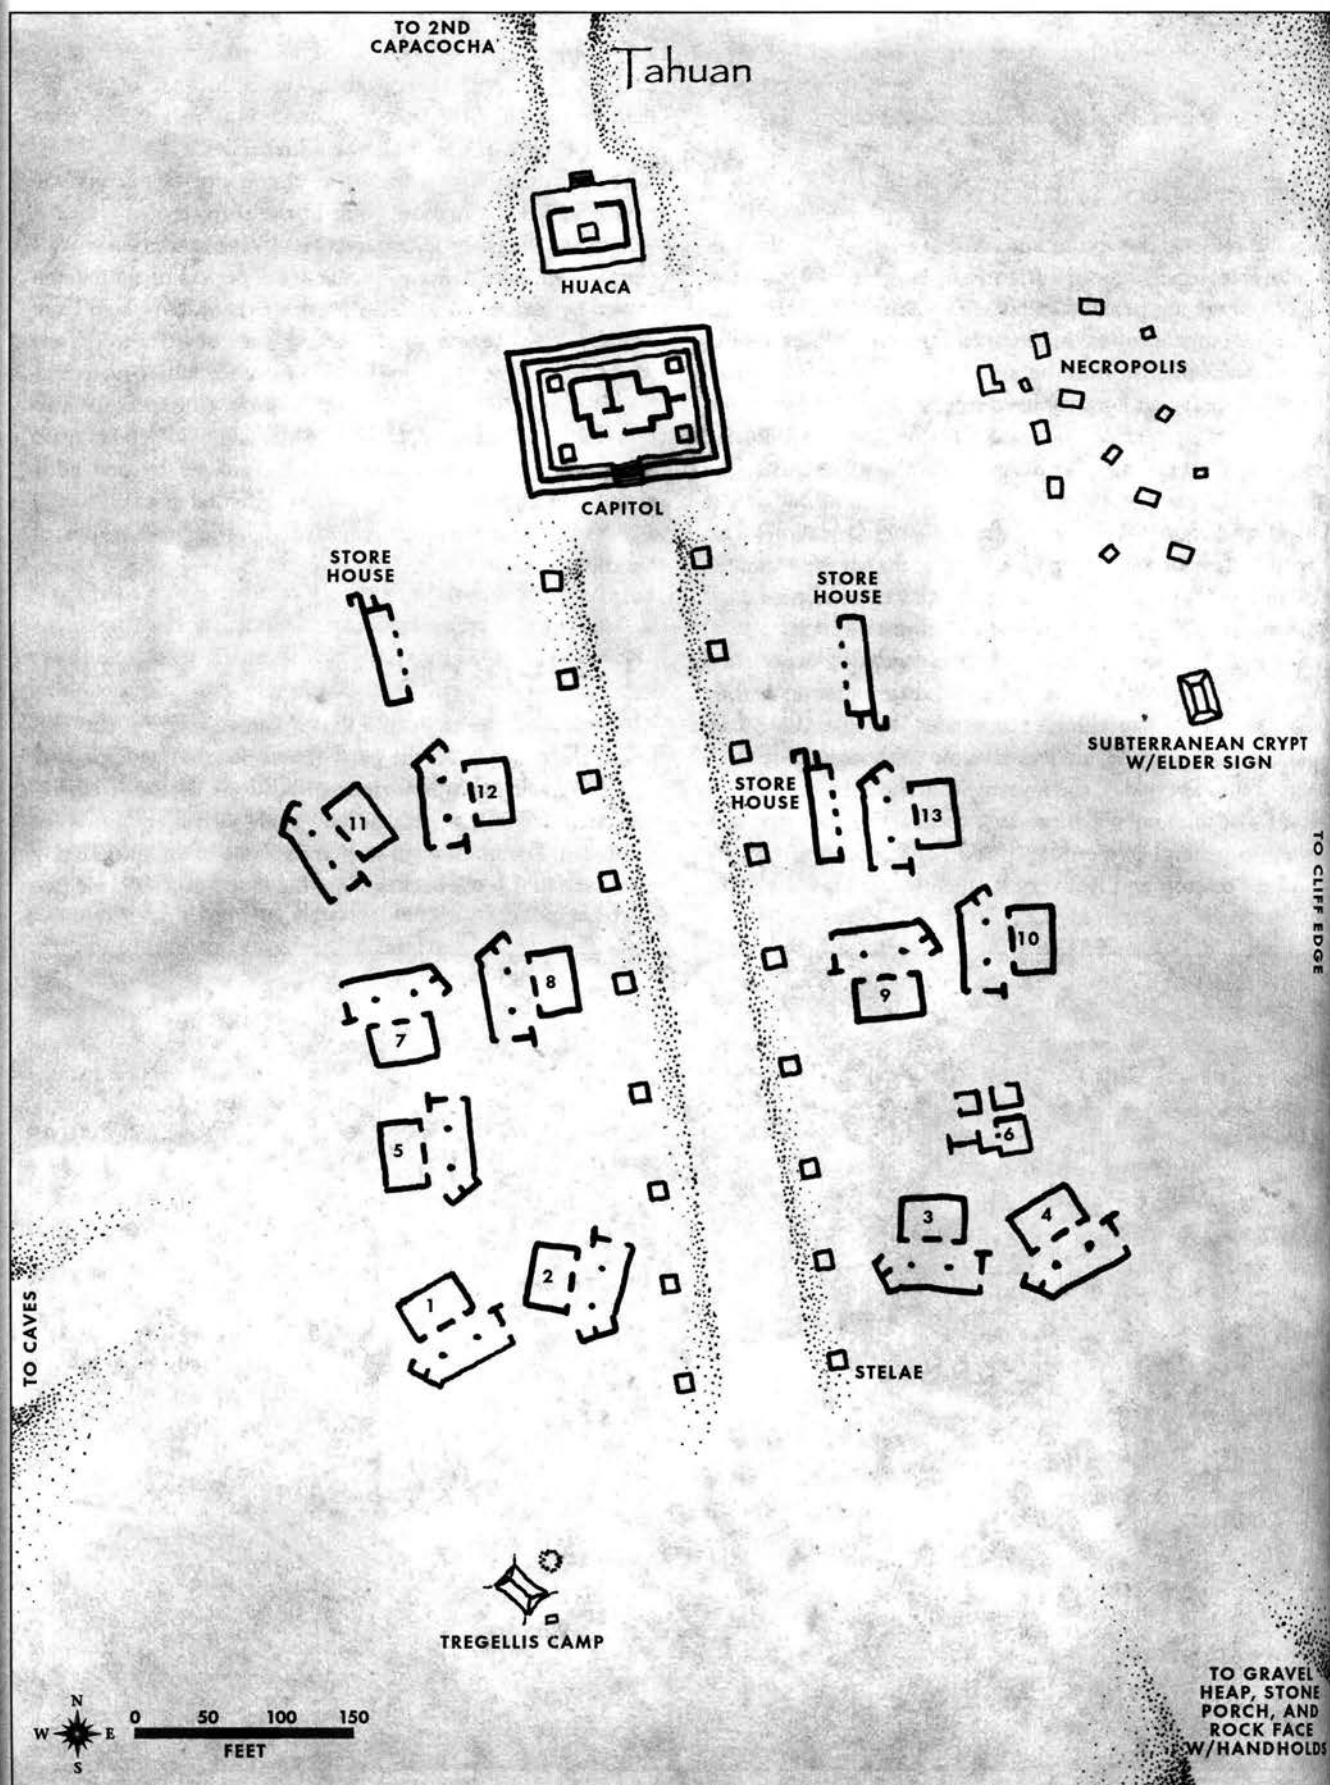 TO 2ND
CAPACOCHA
Tahuan
HUACA
NECROPOLIS
CAPITOL
STORE
HOUSE
STORE
HOUSE
SUBTERRANEAN CRYPT
W/ELDER SIGN
STORE
HOUSE
12
11
13
TO CLIFF EDGE
10
8
9
7
6
5
3
4
2
1
TO CAVES
STELAE
TREGELLIS CAMP
TO GRAVEL
HEAP, STONE
PORCH, AND
ROCK FACE
W/HANDHOLDS
N
W E
S
0 50 100 150
FEET